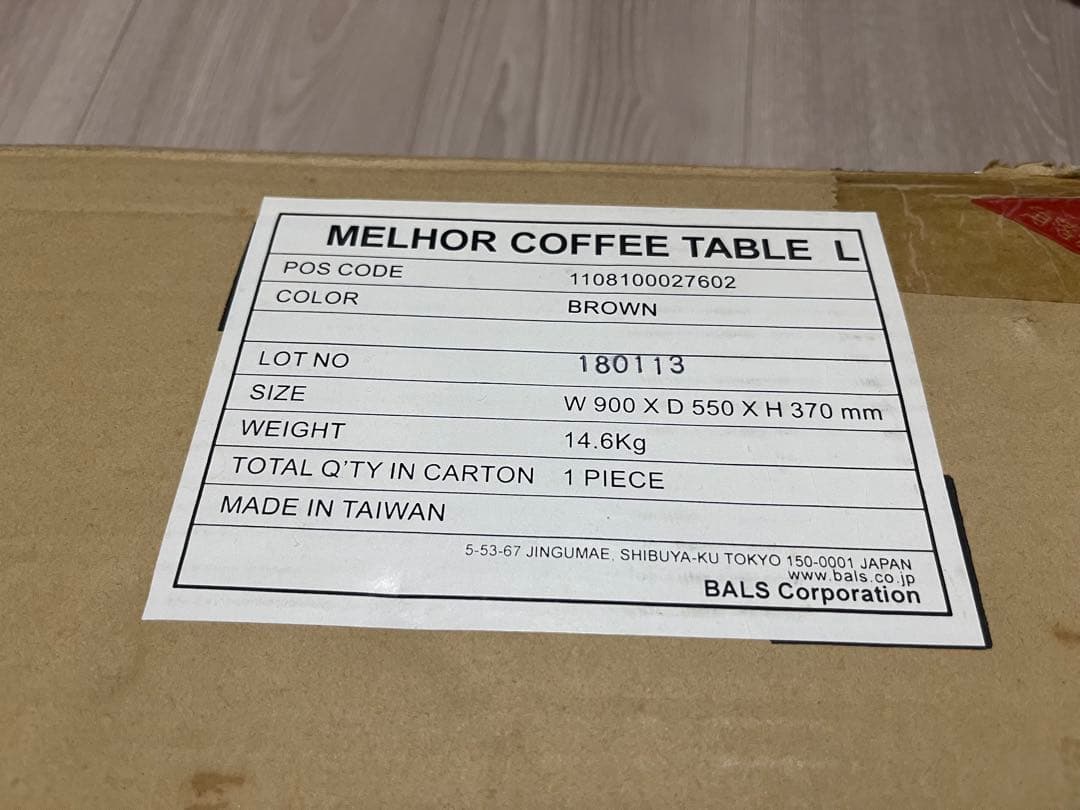 MELHOR COFFEE TABLE L
POS CODE 1108100027602
COLOR BROWN
LOT NO 180113
SIZE W 900 X D 550 X H 370 mm
WEIGHT 14.6Kg
TOTAL Q'TY IN CARTON 1 PIECE
MADE IN TAIWAN
5-53-67 JINGUMAE, SHIBUYA-KU TOKYO 150-0001 JAPAN
www.bals.co.jp
BALS Corporation